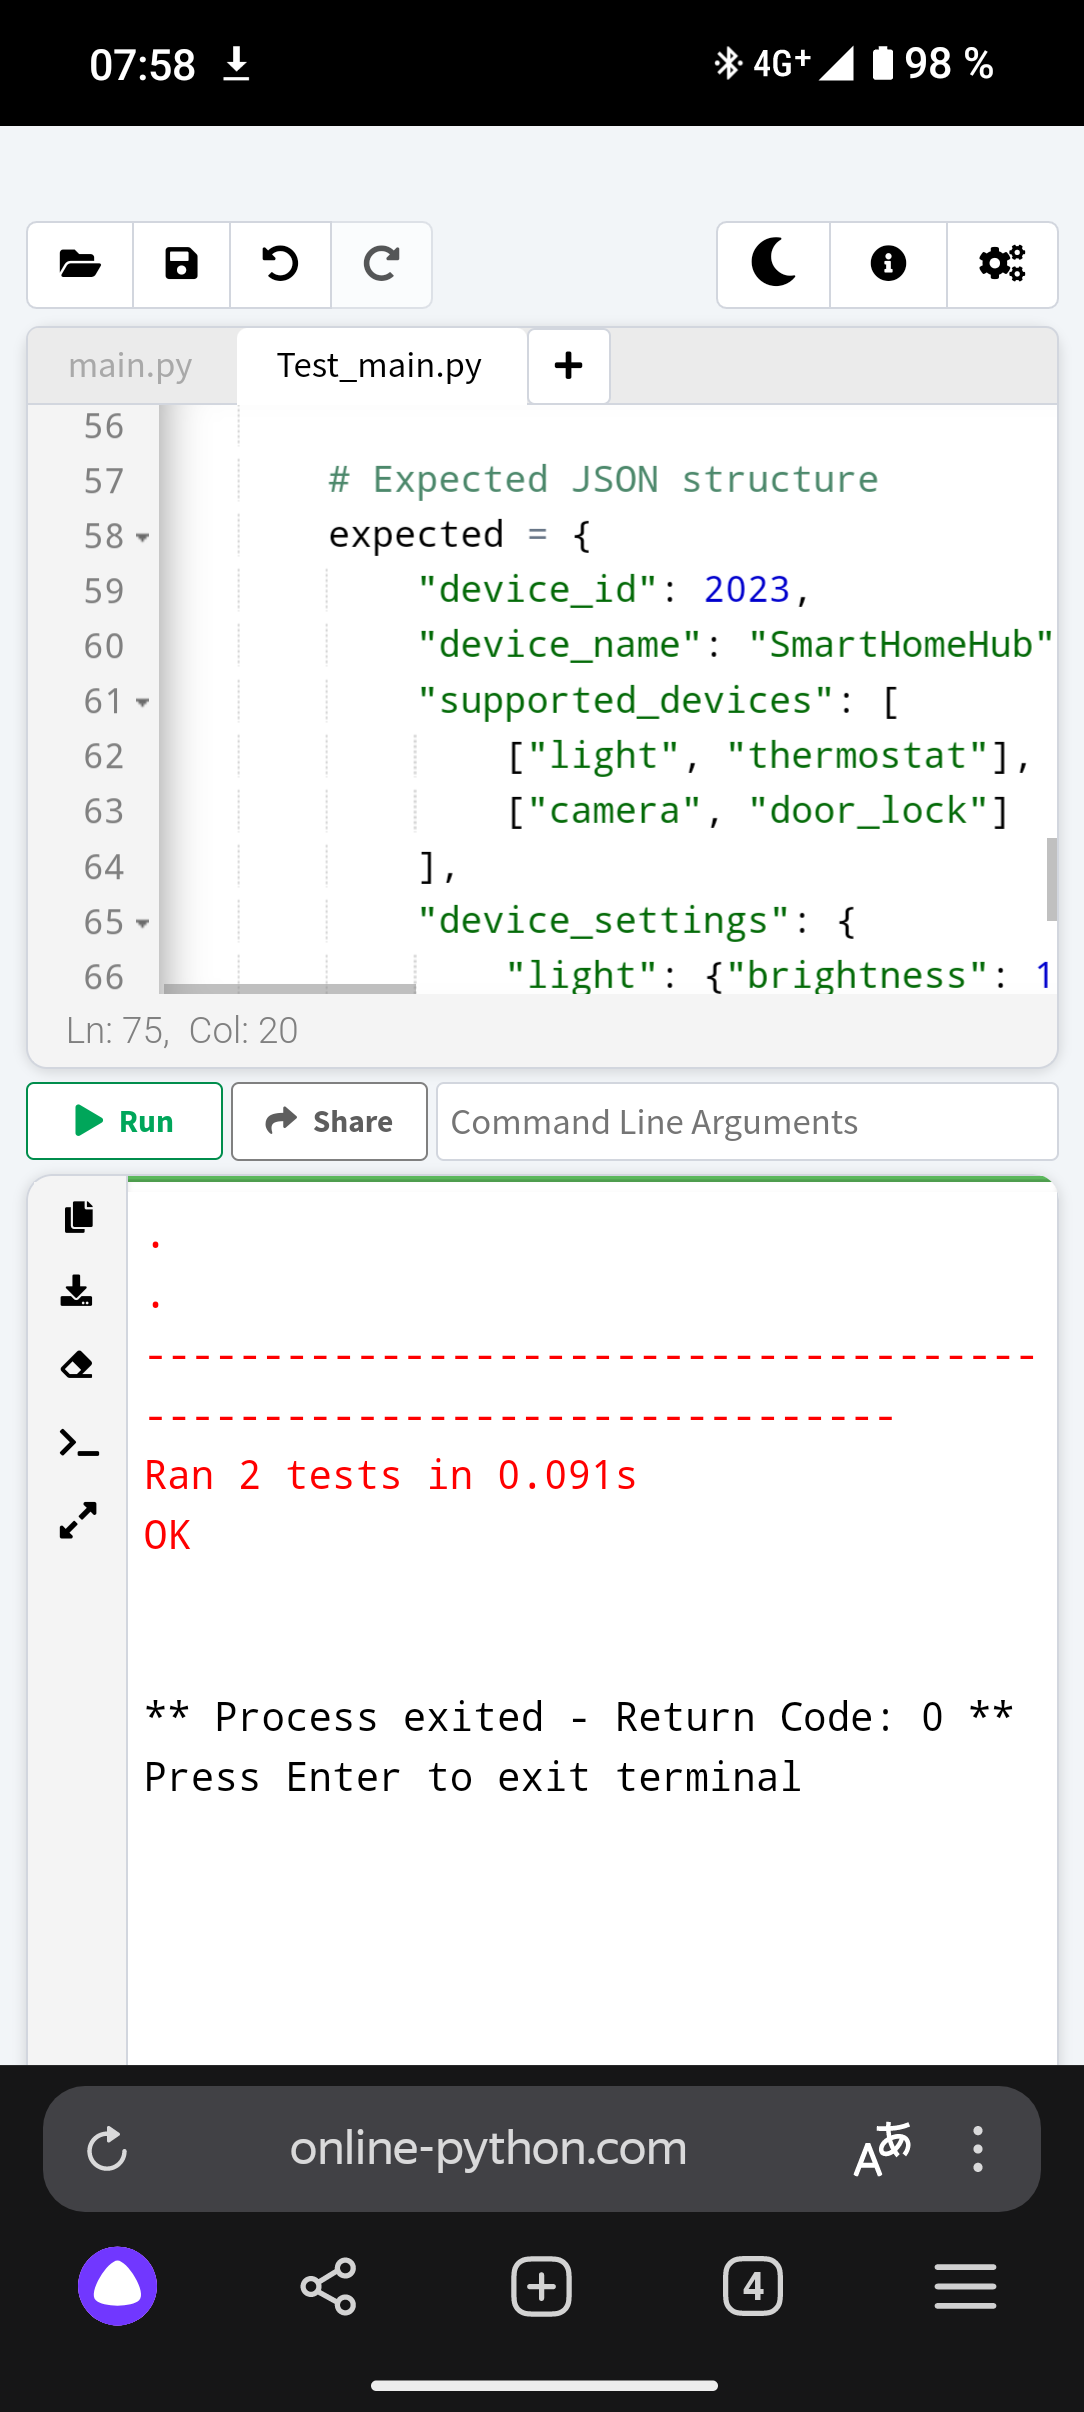 07:58 4G+ 98 %
main.py Test_main.py +
56
57 # Expected JSON structure
58 expected = {
59 "device_id": 2023,
60 "device_name": "SmartHomeHub"
61 "supported_devices": [
62 ["light", "thermostat"],
63 ["camera", "door_lock"]
64 ],
65 "device_settings": {
66 "light": {"brightness": 1
Ln: 75, Col: 20
Run Share Command Line Arguments
.
.
--------------------------------------
--------------------------------
Ran 2 tests in 0.091s
OK
** Process exited - Return Code: 0 **
Press Enter to exit terminal
online-python.com Aあ
4